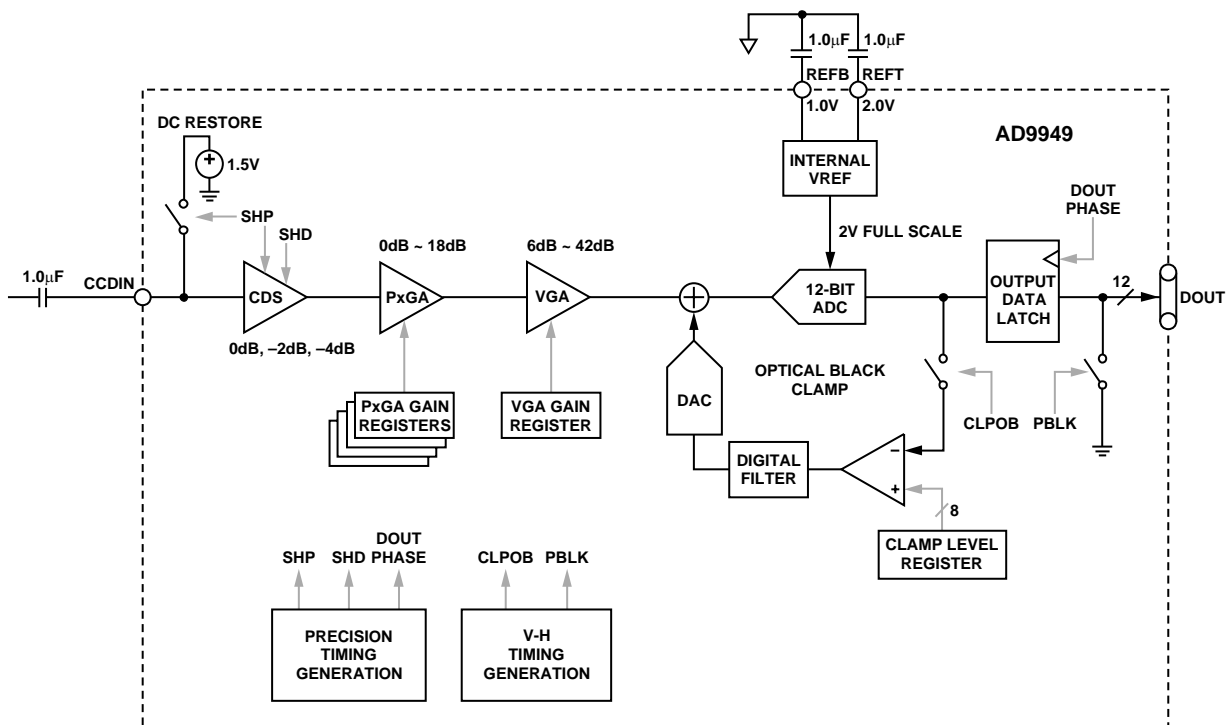 1.0μF 1.0μF
REFB REFT
1.0V 2.0V
AD9949
DC RESTORE
+
1.5V
INTERNAL
VREF
SHP
SHD
DOUT
PHASE
0dB ~ 18dB
6dB ~ 42dB
2V FULL SCALE
1.0μF
CCDIN
CDS
PxGA
VGA
12-BIT
ADC
OUTPUT
DATA
LATCH
12
DOUT
0dB, –2dB, –4dB
OPTICAL BLACK
CLAMP
DAC
PxGA GAIN
REGISTERS
VGA GAIN
REGISTER
CLPOB
PBLK
DIGITAL
FILTER
–
+
8
CLAMP LEVEL
REGISTER
SHP SHD DOUT
PHASE
CLPOB PBLK
PRECISION
TIMING
GENERATION
V-H
TIMING
GENERATION